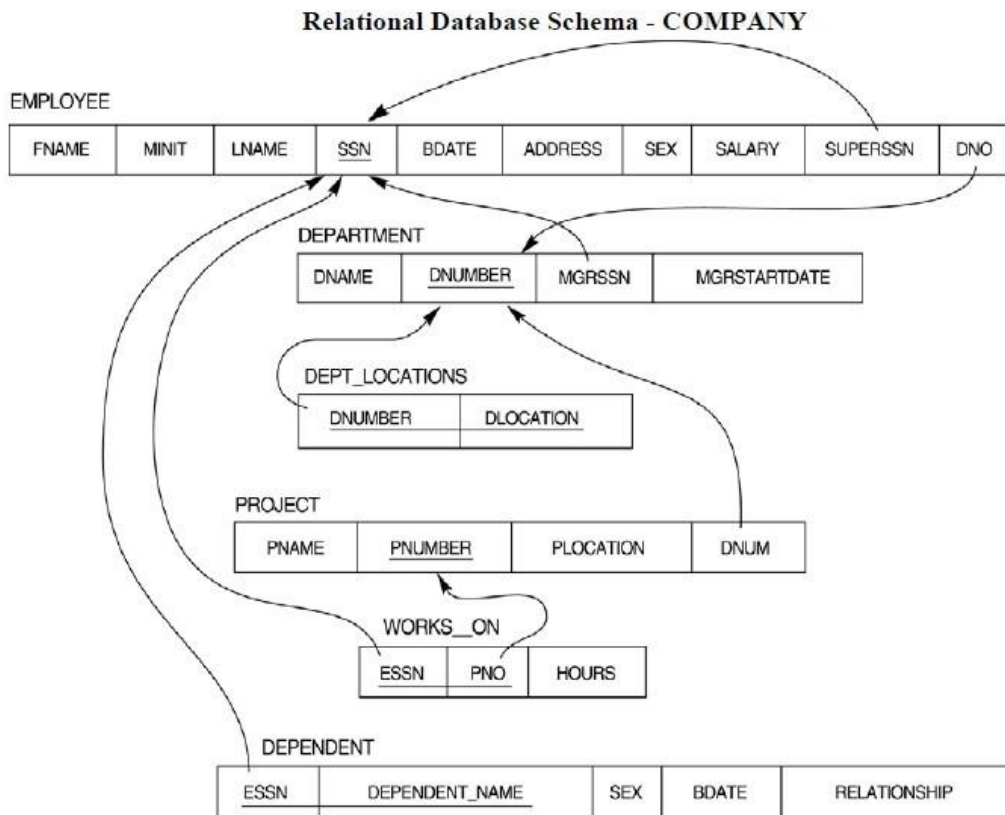 Relational Database Schema - COMPANY
EMPLOYEE
FNAME MINIT LNAME SSN BDATE ADDRESS SEX SALARY SUPERSSN DNO
DEPARTMENT
DNAME DNUMBER MGRSSN MGRSTARTDATE
DEPT_LOCATIONS
DNUMBER DLOCATION
PROJECT
PNAME PNUMBER PLOCATION DNUM
WORKS__ON
ESSN PNO HOURS
DEPENDENT
ESSN DEPENDENT_NAME SEX BDATE RELATIONSHIP